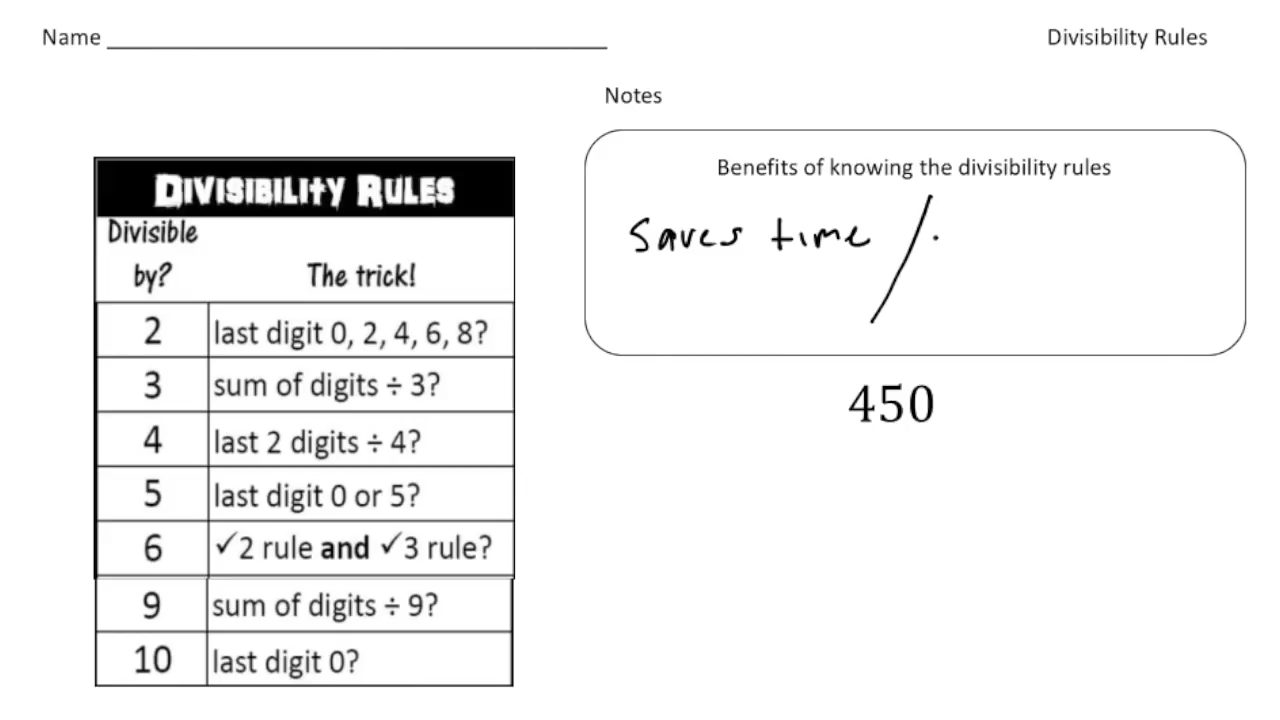 Name
Divisibility Rules
Notes
Benefits of knowing the divisibility rules
Saves time
450
DIVISIBILITY RULES
Divisible by? The trick!
2 last digit 0, 2, 4, 6, 8?
3 sum of digits ÷ 3?
4 last 2 digits ÷ 4?
5 last digit 0 or 5?
6 ✓2 rule and ✓3 rule?
9 sum of digits ÷ 9?
10 last digit 0?